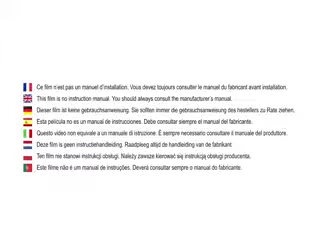 Ce film n'est pas un manuel d'installation. Vous devez toujours consulter le manuel du fabricant avant installation.
This film is no instruction manual. You should always consult the manufacturer's manual.
Dieser film ist keine gebrauchsanweisung. Sie sollten immer die gebrauchsanweisung des hestellers zu Rate ziehen.
Esta película no es un manual de instrucciones. Debe consultar siempre el manual del fabricante.
Questo video non equivale a un manuale di istruzione. È sempre necessario consultare il manuale del produttore.
Deze film is geen instructiehandleiding. Raadpleeg altijd de handleiding van de fabrikant
Ten film nie stanowi instrukcji obsługi. Należy zawsze kierować się instrukcją obsługi producenta.
Este filme não é um manual de instruções. Deverá consultar sempre o manual do fabricante.